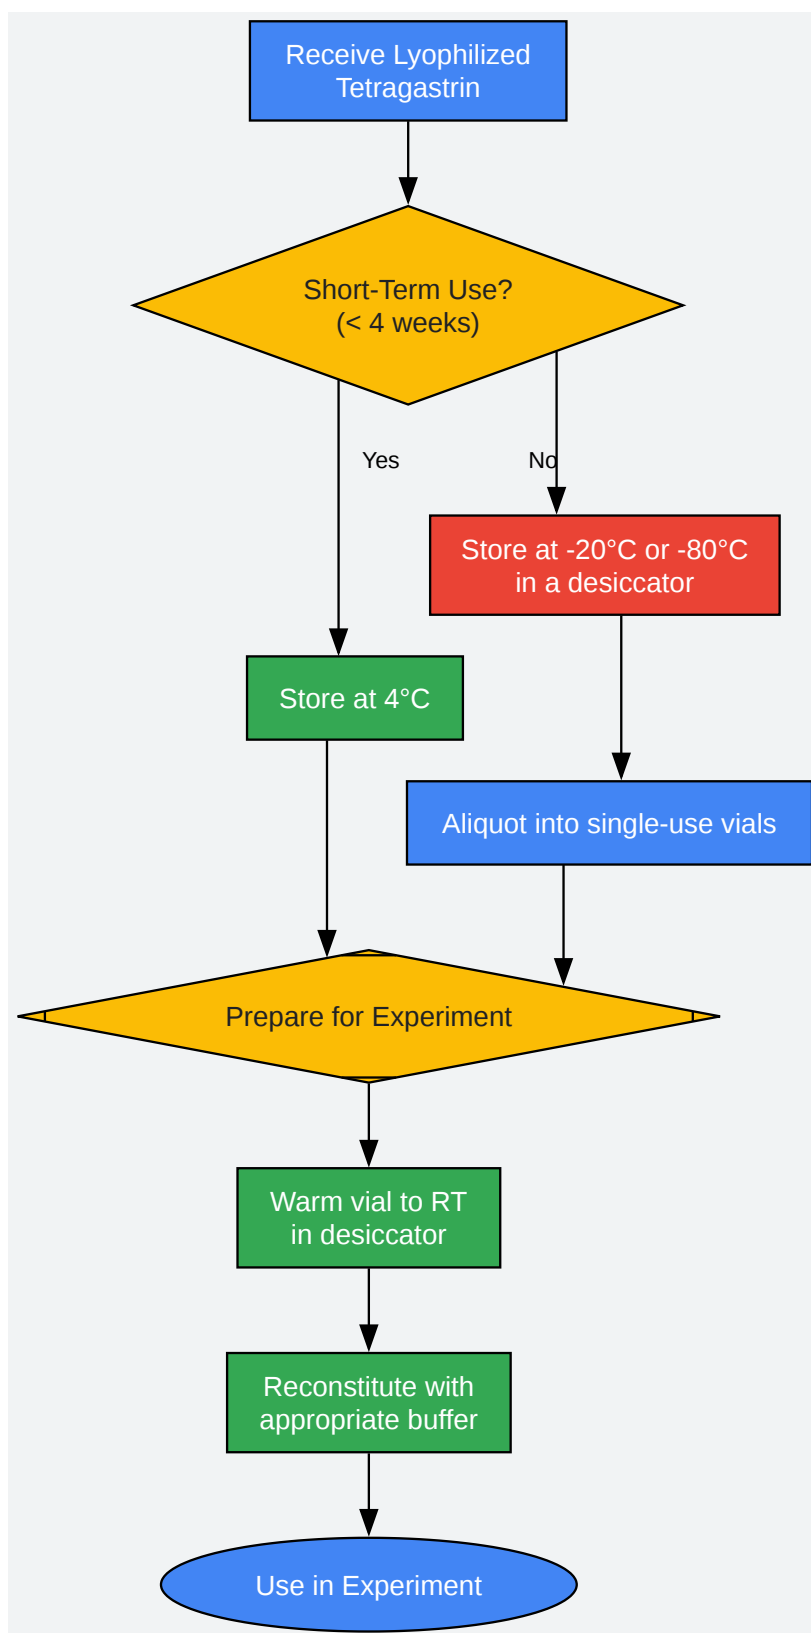 Receive Lyophilized
Tetragastrin
Short-Term Use?
(< 4 weeks)
Yes
No
Store at -20°C or -80°C
in a desiccator
Store at 4°C
Aliquot into single-use vials
Prepare for Experiment
Warm vial to RT
in desiccator
Reconstitute with
appropriate buffer
Use in Experiment